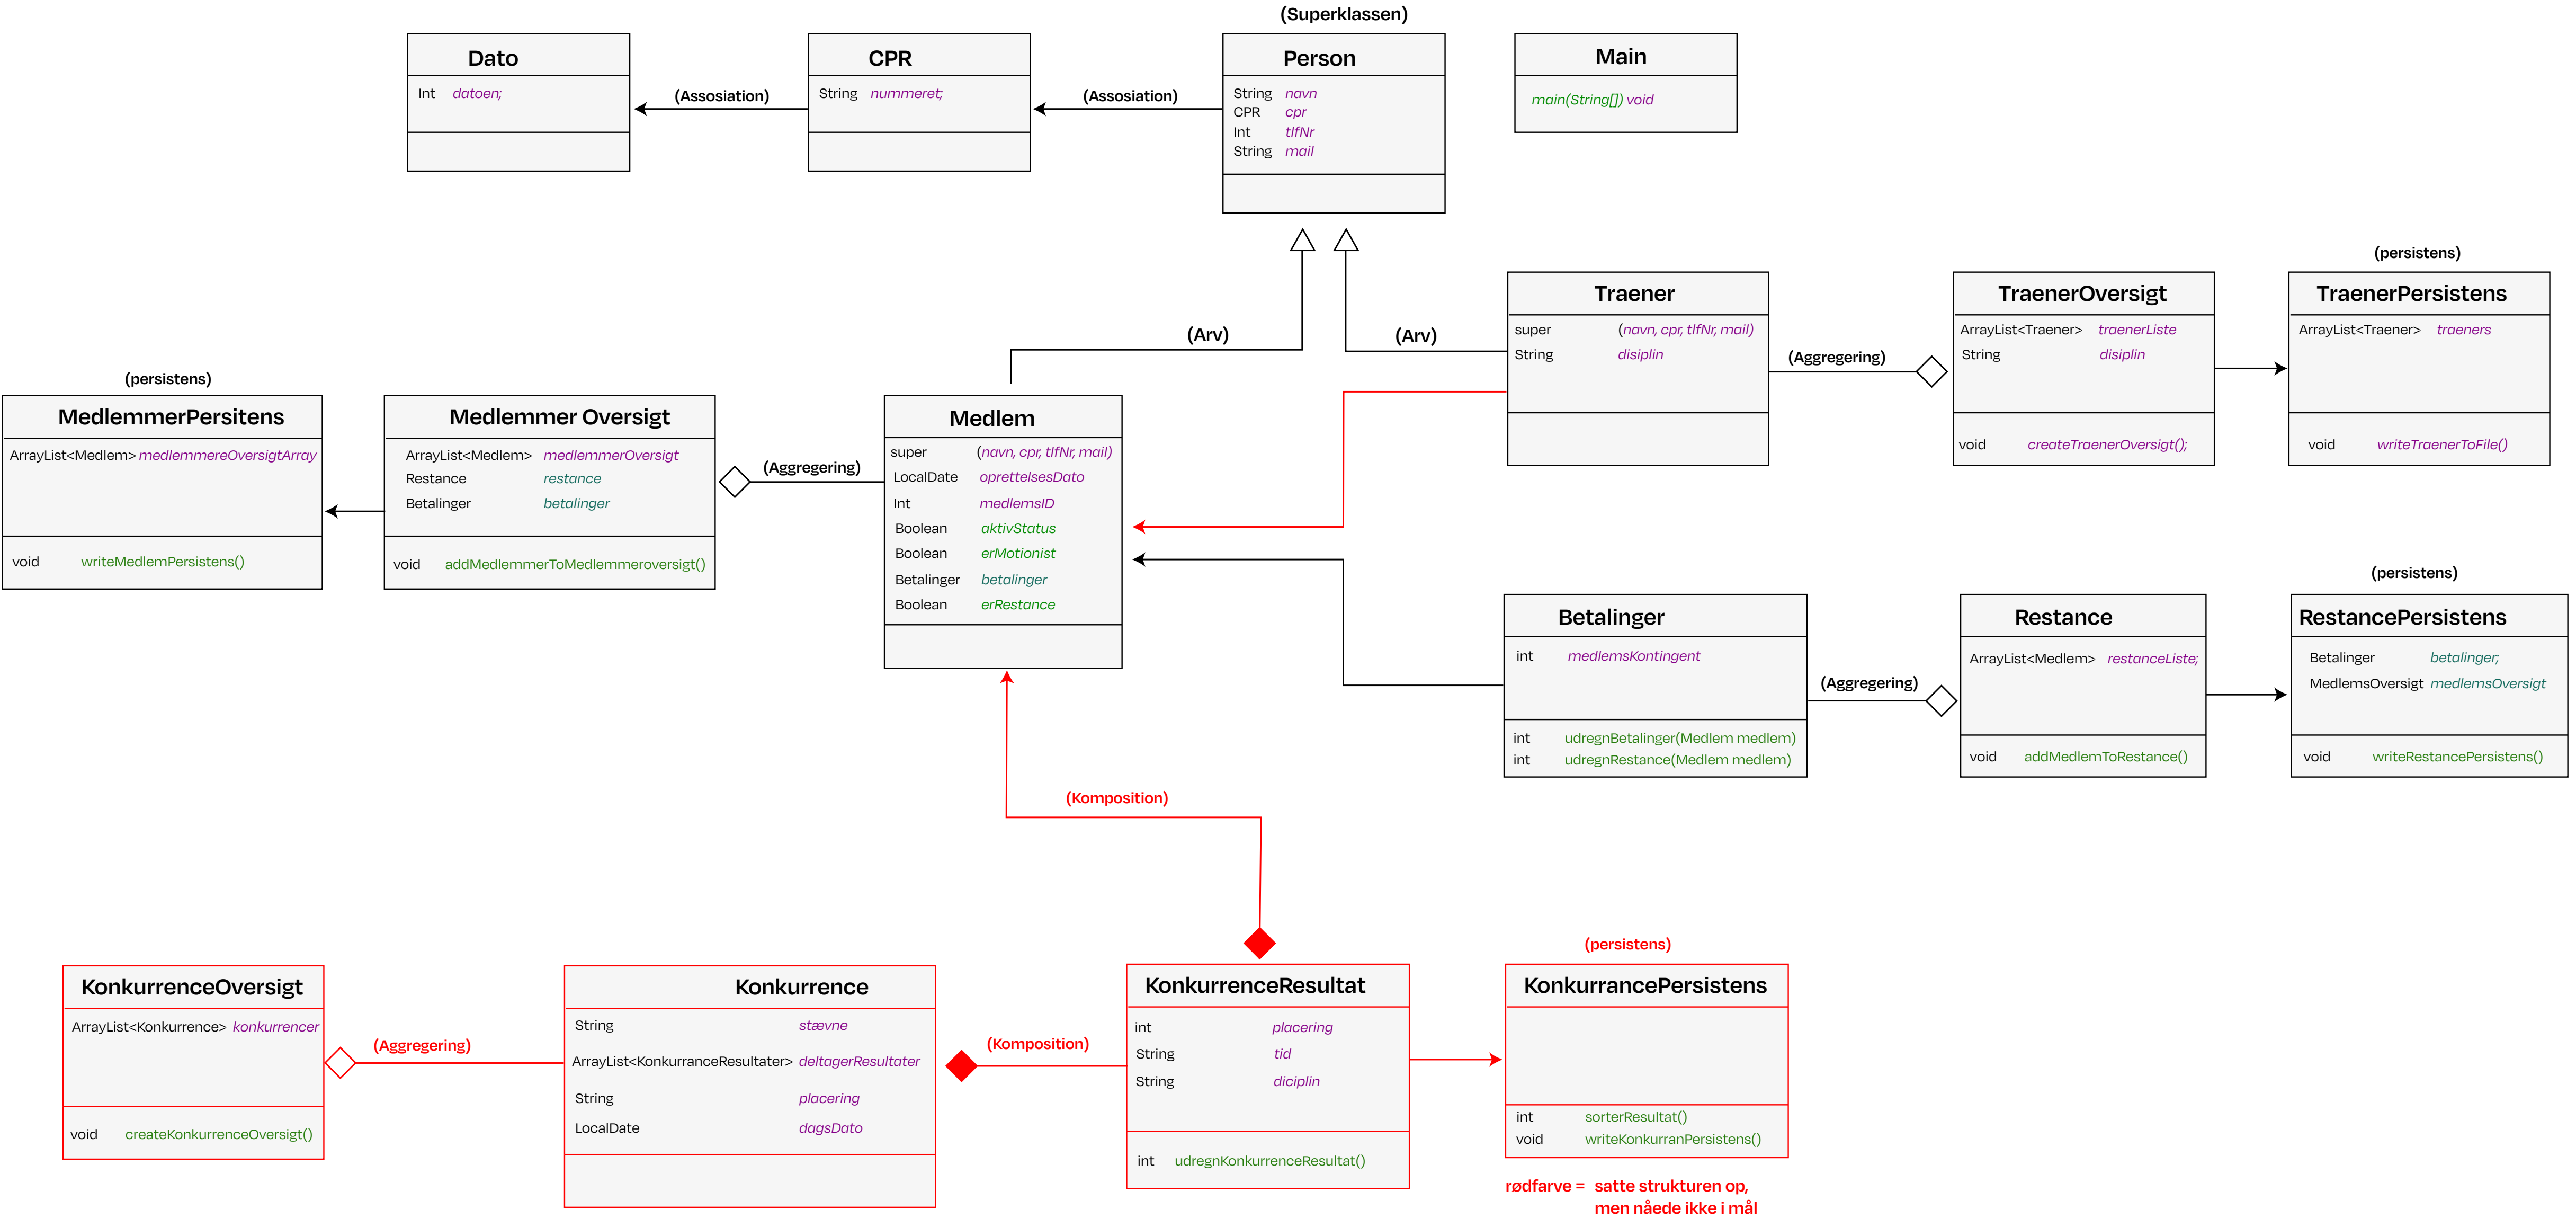 (Superklassen)
Dato
Int datoen;
(Assosiation)
CPR
String nummeret;
(Assosiation)
Person
String navn
CPR cpr
Int tlfNr
String mail
Main
main(String[]) void
(Arv)
(Arv)
Traener
super (navn, cpr, tlfNr, mail)
String disiplin
(Aggregering)
TraenerOversigt
ArrayList<Traener> traenerListe
String disiplin
void createTraenerOversigt();
(persistens)
TraenerPersistens
ArrayList<Traener> traeners
void writeTraenerToFile()
(persistens)
MedlemmerPersitens
ArrayList<Medlem> medlemmereOversigtArray
void writeMedlemPersistens()
Medlemmer Oversigt
ArrayList<Medlem> medlemmerOversigt
Restance restance
Betalinger betalinger
void addMedlemmerToMedlemmeroversigt()
(Aggregering)
Medlem
super (navn, cpr, tlfNr, mail)
LocalDate oprettelsesDato
Int medlemsID
Boolean aktivStatus
Boolean erMotionist
Betalinger betalinger
Boolean erRestance
Betalinger
int medlemsKontingent
int udregnBetalinger(Medlem medlem)
int udregnRestance(Medlem medlem)
(Aggregering)
Restance
ArrayList<Medlem> restanceListe;
void addMedlemToRestance()
(persistens)
RestancePersistens
Betalinger betalinger;
MedlemsOversigt medlemsOversigt
void writeRestancePersistens()
(Komposition)
KonkurrenceOversigt
ArrayList<Konkurrence> konkurrencer
void createKonkurrenceOversigt()
(Aggregering)
Konkurrence
String stævne
ArrayList<KonkurranceResultater> deltagerResultater
String placering
LocalDate dagsDato
(Komposition)
KonkurrenceResultat
int placering
String tid
String diciplin
int udregnKonkurrenceResultat()
(persistens)
KonkurrancePersistens
int sorterResultat()
void writeKonkurranPersistens()
rødfarve = satte strukturen op,
men nåede ikke i mål